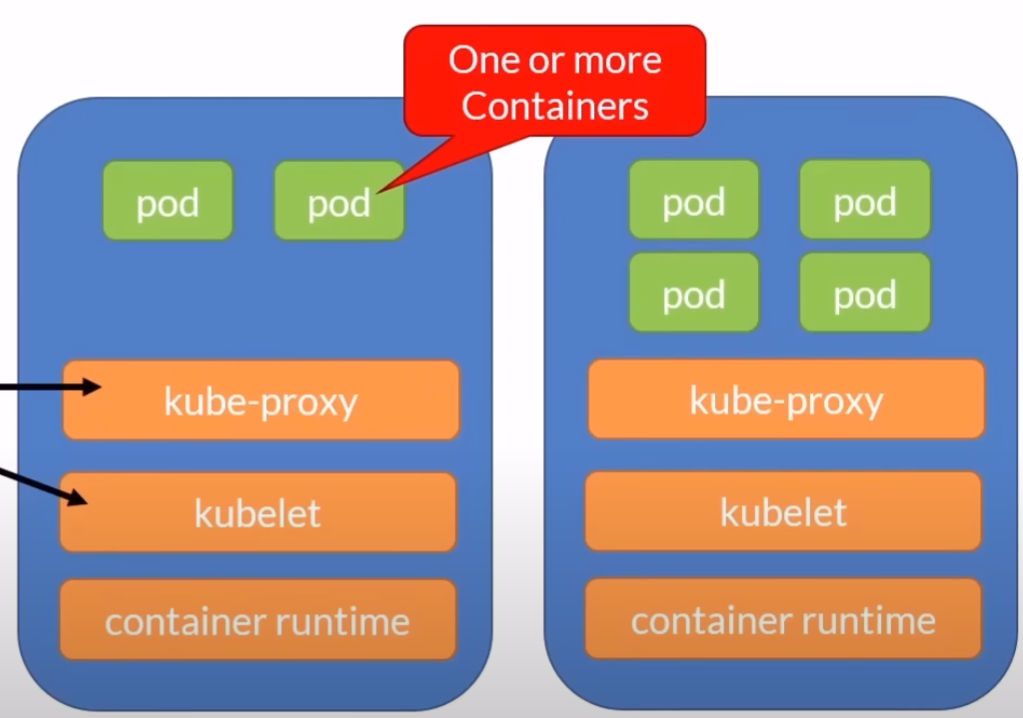 One or more
Containers
pod pod
kube-proxy
kubelet
container runtime
pod pod
pod pod
kube-proxy
kubelet
container runtime